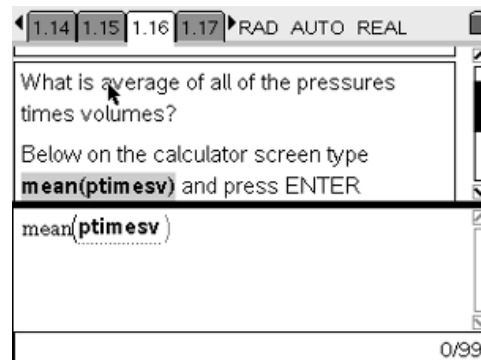 1.14 1.15 1.16 1.17 RAD AUTO REAL
What is average of all of the pressures
times volumes?
Below on the calculator screen type
mean(ptimesv) and press ENTER
mean(ptimesv)
0/99